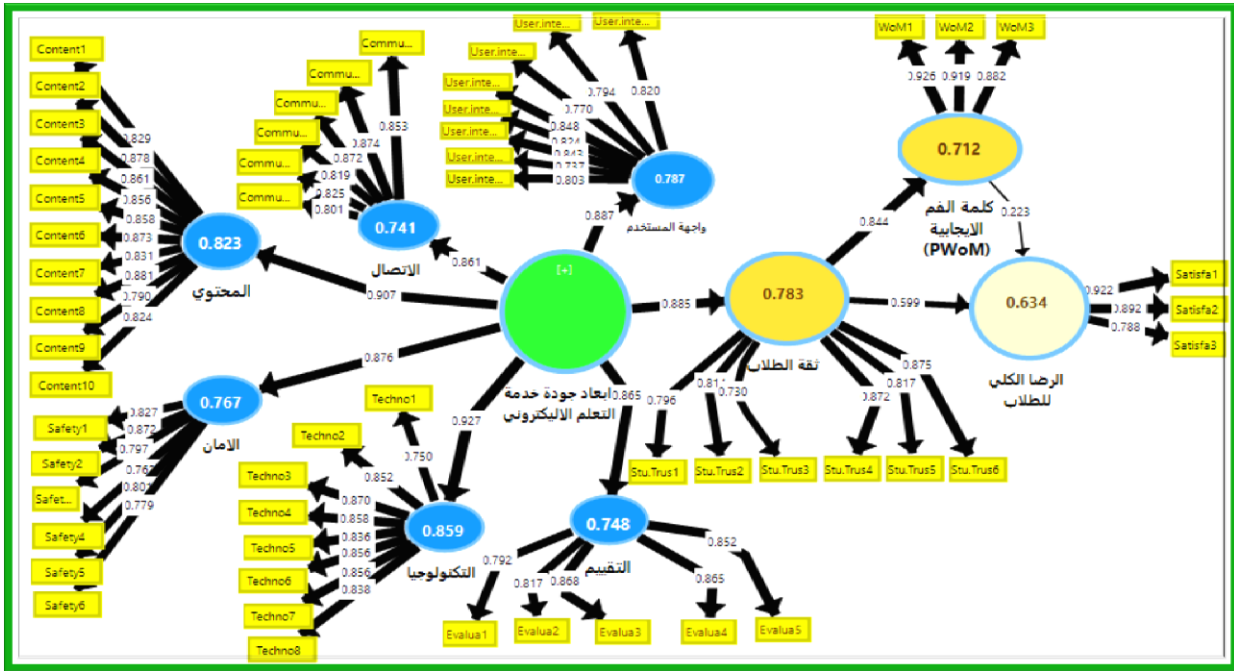 Content1
Content2
Content3
Content4
Content5
Content6
Content7
Content8
Content9
Content10
0.829
0.878
0.861
0.856
0.858
0.873
0.831
0.881
0.790
0.824
0.823
المحتوي
0.907
Commu...
Commu...
Commu...
Commu...
Commu...
Commu...
0.853
0.874
0.872
0.819
0.825
0.801
0.741
الاتصال
0.861
User.inte...
User.inte...
User.inte...
User.inte...
User.inte...
User.inte...
User.inte...
User.inte...
0.820
0.794
0.770
0.848
0.824
0.843
0.737
0.803
0.787
واجهة المستخدم
0.887
[+]
ابعاد جودة خدمة
التعلم الاليكتروني
WoM1
WoM2
WoM3
0.926
0.919
0.882
0.712
كلمة الفم
الايجابية
(PWoM)
0.844
0.223
0.885
0.783
ثقة الطلاب
0.599
0.634
الرضا الكلي
للطلاب
0.922
0.892
0.788
Satisfa1
Satisfa2
Satisfa3
0.796
0.730
0.872
0.817
0.875
Stu.Trus1
Stu.Trus2
Stu.Trus3
Stu.Trus4
Stu.Trus5
Stu.Trus6
0.876
0.767
الامان
0.827
0.872
0.797
0.801
0.779
Safety1
Safety2
Safet...
Safety4
Safety5
Safety6
0.927
0.859
التكنولوجيا
Techno1
Techno2
Techno3
Techno4
Techno5
Techno6
Techno7
Techno8
0.750
0.852
0.870
0.858
0.836
0.856
0.856
0.838
0.865
0.748
التقييم
0.792
0.817
0.868
0.865
0.852
Evalua1
Evalua2
Evalua3
Evalua4
Evalua5